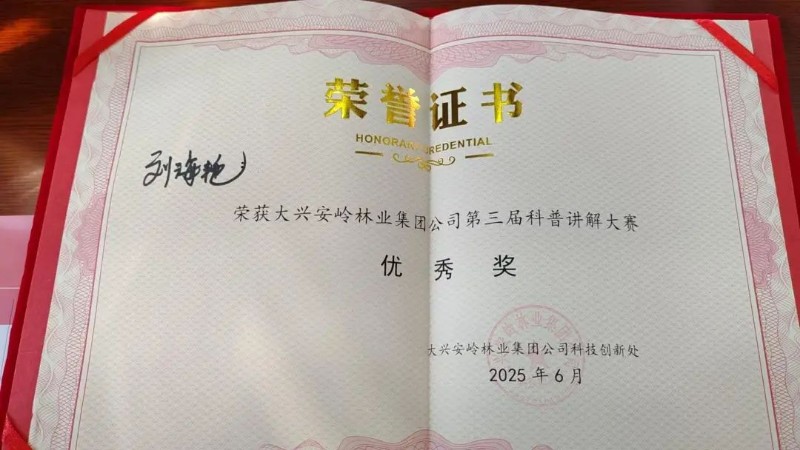 荣誉证书
HONORARY CREDENTIAL
刘海艳
荣获大兴安岭林业集团公司第三届科普讲解大赛
优秀奖
大兴安岭林业集团公司科技创新处
2025年6月